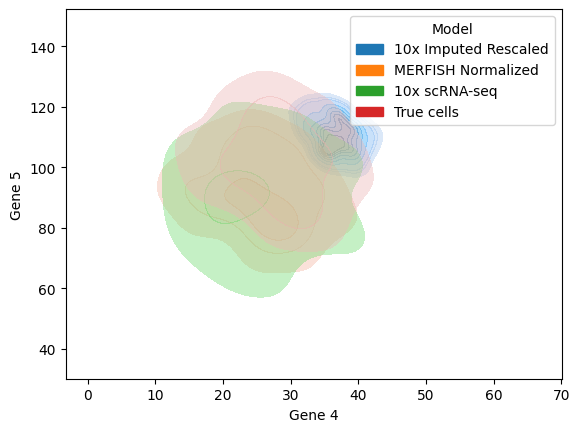 Model
10x Imputed Rescaled
MERFISH Normalized
10x scRNA-seq
True cells
140
120
100
80
60
40
Gene 5
0 10 20 30 40 50 60 70
Gene 4